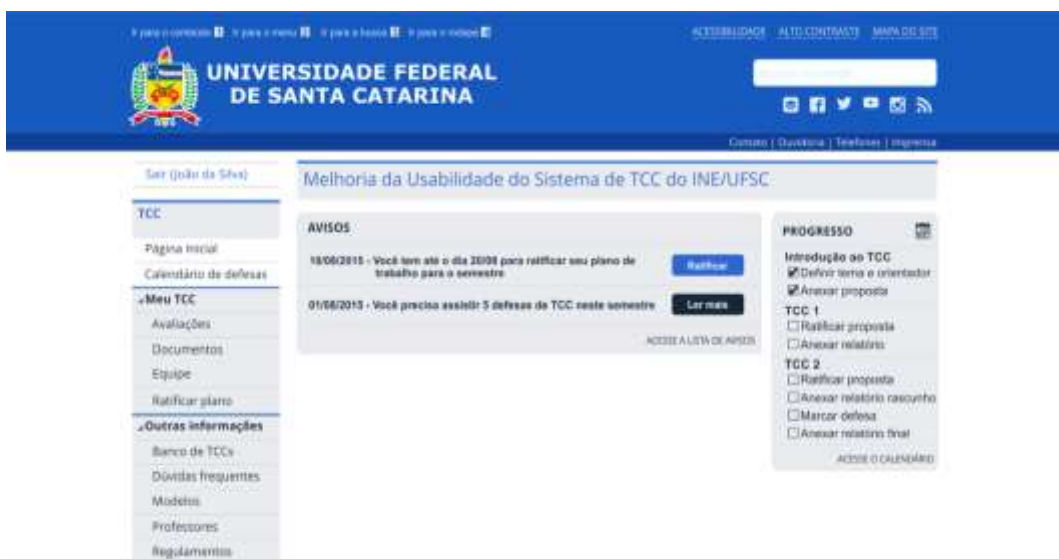 Ir para o conteúdo 1 Ir para o menu 2 Ir para a busca 3 Ir para o rodapé 4
ACESSIBILIDADE ALTO CONTRASTE MAPA DO SITE
UNIVERSIDADE FEDERAL
DE SANTA CATARINA
Contato | Ouvidoria | Telefones | Imprensa
Sair (João da Silva)
TCC
Página Inicial
Calendário de defesas
Meu TCC
Avaliações
Documentos
Equipe
Ratificar plano
Outras informações
Banco de TCCs
Dúvidas frequentes
Modelos
Professores
Regulamentos
Melhoria da Usabilidade do Sistema de TCC do INE/UFSC
AVISOS
- Você tem até o dia 20/08 para ratificar seu plano de
trabalho para o semestre
Ratificar
- Você precisa assistir 5 defesas de TCC neste semestre
Ler mais
ACESSE A LISTA DE AVISOS
PROGRESSO
Introdução ao TCC
Definir tema e orientador
Anexar proposta
TCC 1
Ratificar proposta
Anexar relatório
TCC 2
Ratificar proposta
Anexar relatório rascunho
Marcar defesa
Anexar relatório final
ACESSE O CALENDÁRIO